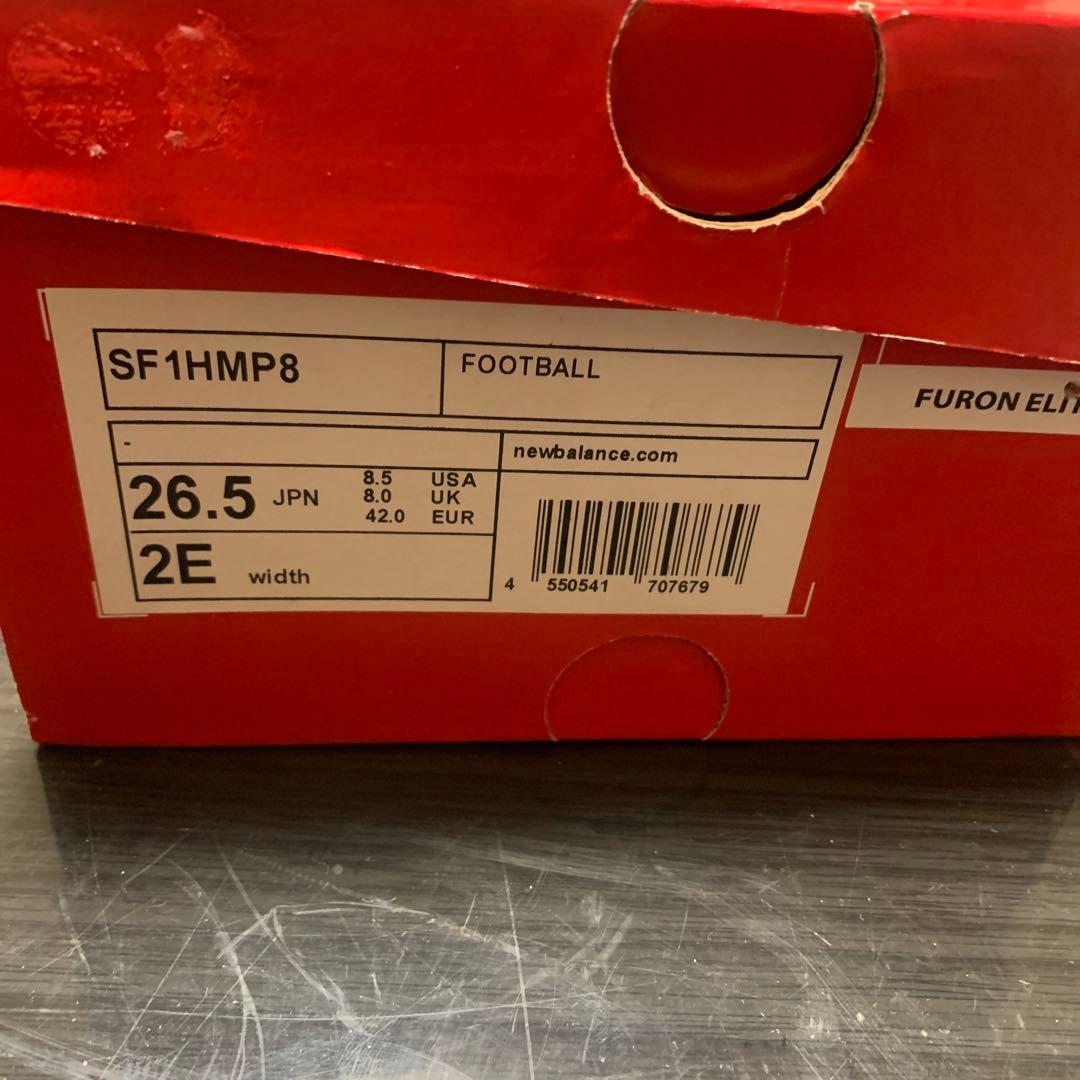 SF1HMP8
FOOTBALL
FURON ELIT
-
newbalance.com
26.5 JPN
8.5 USA
8.0 UK
42.0 EUR
2E width
4 550541 707679